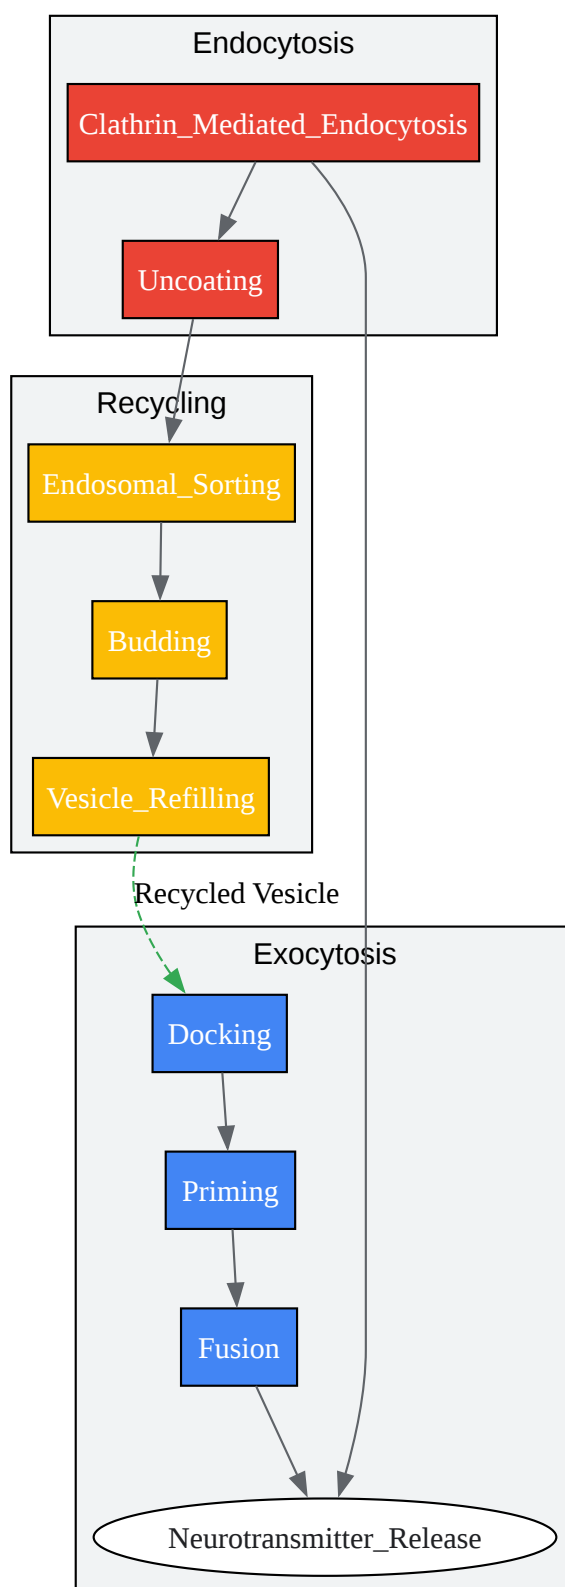 Endocytosis
Clathrin_Mediated_Endocytosis
Uncoating
Recycling
Endosomal_Sorting
Budding
Vesicle_Refilling
Recycled Vesicle
Exocytosis
Docking
Priming
Fusion
Neurotransmitter_Release